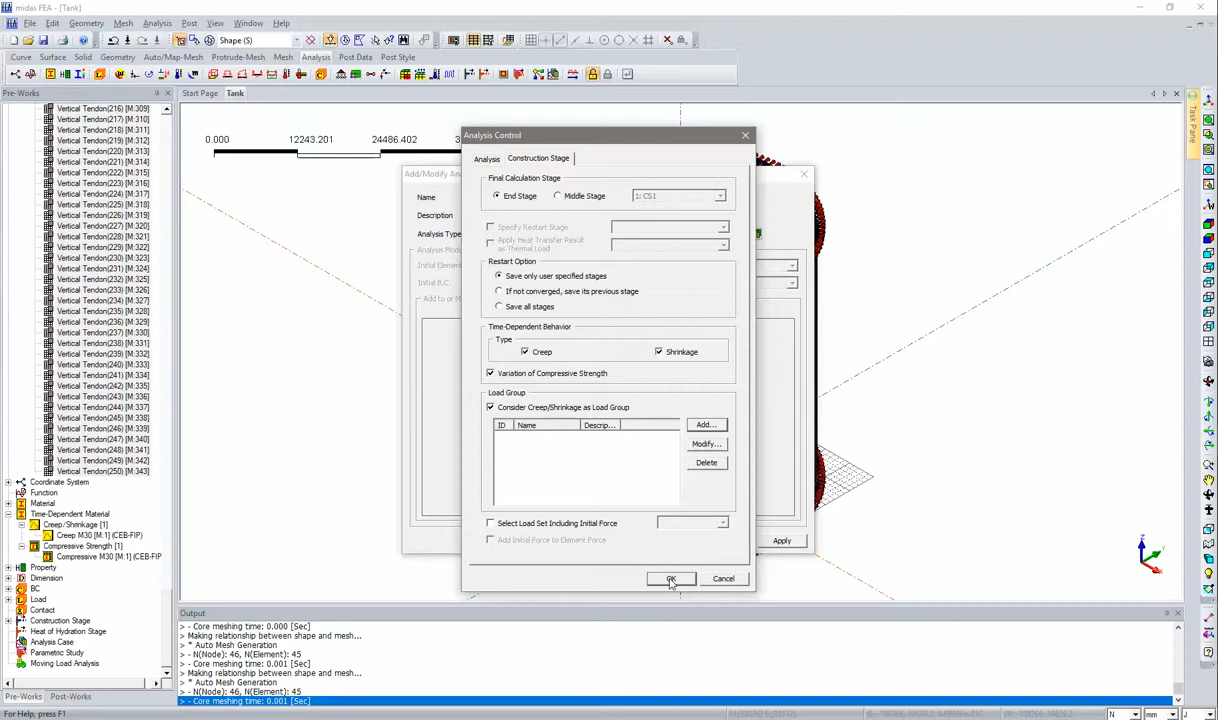 midas FEA - [Tank]
File Edit Geometry Mesh Analysis Post View Window Help
Shape (S)
Curve Surface Solid Geometry Auto/Map-Mesh Protrude-Mesh Mesh Analysis Post Data Post Style
Pre-Works
Start Page Tank
Task Pane
0.000 12243.201 24486.402
Vertical Tendon(216) [M:309]
Vertical Tendon(217) [M:310]
Vertical Tendon(218) [M:311]
Vertical Tendon(219) [M:312]
Vertical Tendon(220) [M:313]
Vertical Tendon(221) [M:314]
Vertical Tendon(222) [M:315]
Vertical Tendon(223) [M:316]
Vertical Tendon(224) [M:317]
Vertical Tendon(225) [M:318]
Vertical Tendon(226) [M:319]
Vertical Tendon(227) [M:320]
Vertical Tendon(228) [M:321]
Vertical Tendon(229) [M:322]
Vertical Tendon(230) [M:323]
Vertical Tendon(231) [M:324]
Vertical Tendon(232) [M:325]
Vertical Tendon(233) [M:326]
Vertical Tendon(234) [M:327]
Vertical Tendon(235) [M:328]
Vertical Tendon(236) [M:329]
Vertical Tendon(237) [M:330]
Vertical Tendon(238) [M:331]
Vertical Tendon(239) [M:332]
Vertical Tendon(240) [M:333]
Vertical Tendon(241) [M:334]
Vertical Tendon(242) [M:335]
Vertical Tendon(243) [M:336]
Vertical Tendon(244) [M:337]
Vertical Tendon(245) [M:338]
Vertical Tendon(246) [M:339]
Vertical Tendon(247) [M:340]
Vertical Tendon(248) [M:341]
Vertical Tendon(249) [M:342]
Vertical Tendon(250) [M:343]
Coordinate System
Function
Material
Time-Dependent Material
Creep/Shrinkage [1]
Creep M30 [M:1] (CEB-FIP)
Compressive Strength [1]
Compressive M30 [M:1] (CEB-FIP
Property
Dimension
BC
Load
Contact
Construction Stage
Heat of Hydration Stage
Analysis Case
Parametric Study
Moving Load Analysis
Pre-Works Post-Works
Add/Modify An
Name
Description
Analysis Type
Analysis Mod
Initial Elemen
Initial B.C.
Add to or M
Apply
Analysis Control
Analysis Construction Stage
Final Calculation Stage
End Stage Middle Stage 1: CS1
Specify Restart Stage
Apply Heat Transfer Result
as Thermal Load
Restart Option
Save only user specified stages
If not converged, save its previous stage
Save all stages
Time-Dependent Behavior
Type
Creep Shrinkage
Variation of Compressive Strength
Load Group
Consider Creep/Shrinkage as Load Group
ID Name Descrip...
Add...
Modify...
Delete
Select Load Set Including Initial Force
Add Initial Force to Element Force
OK Cancel
Output
> - Core meshing time: 0.000 [Sec]
> Making relationship between shape and mesh...
> * Auto Mesh Generation
> - N(Node): 46, N(Element): 45
> - Core meshing time: 0.001 [Sec]
> Making relationship between shape and mesh...
> * Auto Mesh Generation
> - N(Node): 46, N(Element): 45
> - Core meshing time: 0.001 [Sec]
For Help; press F1
N mm J